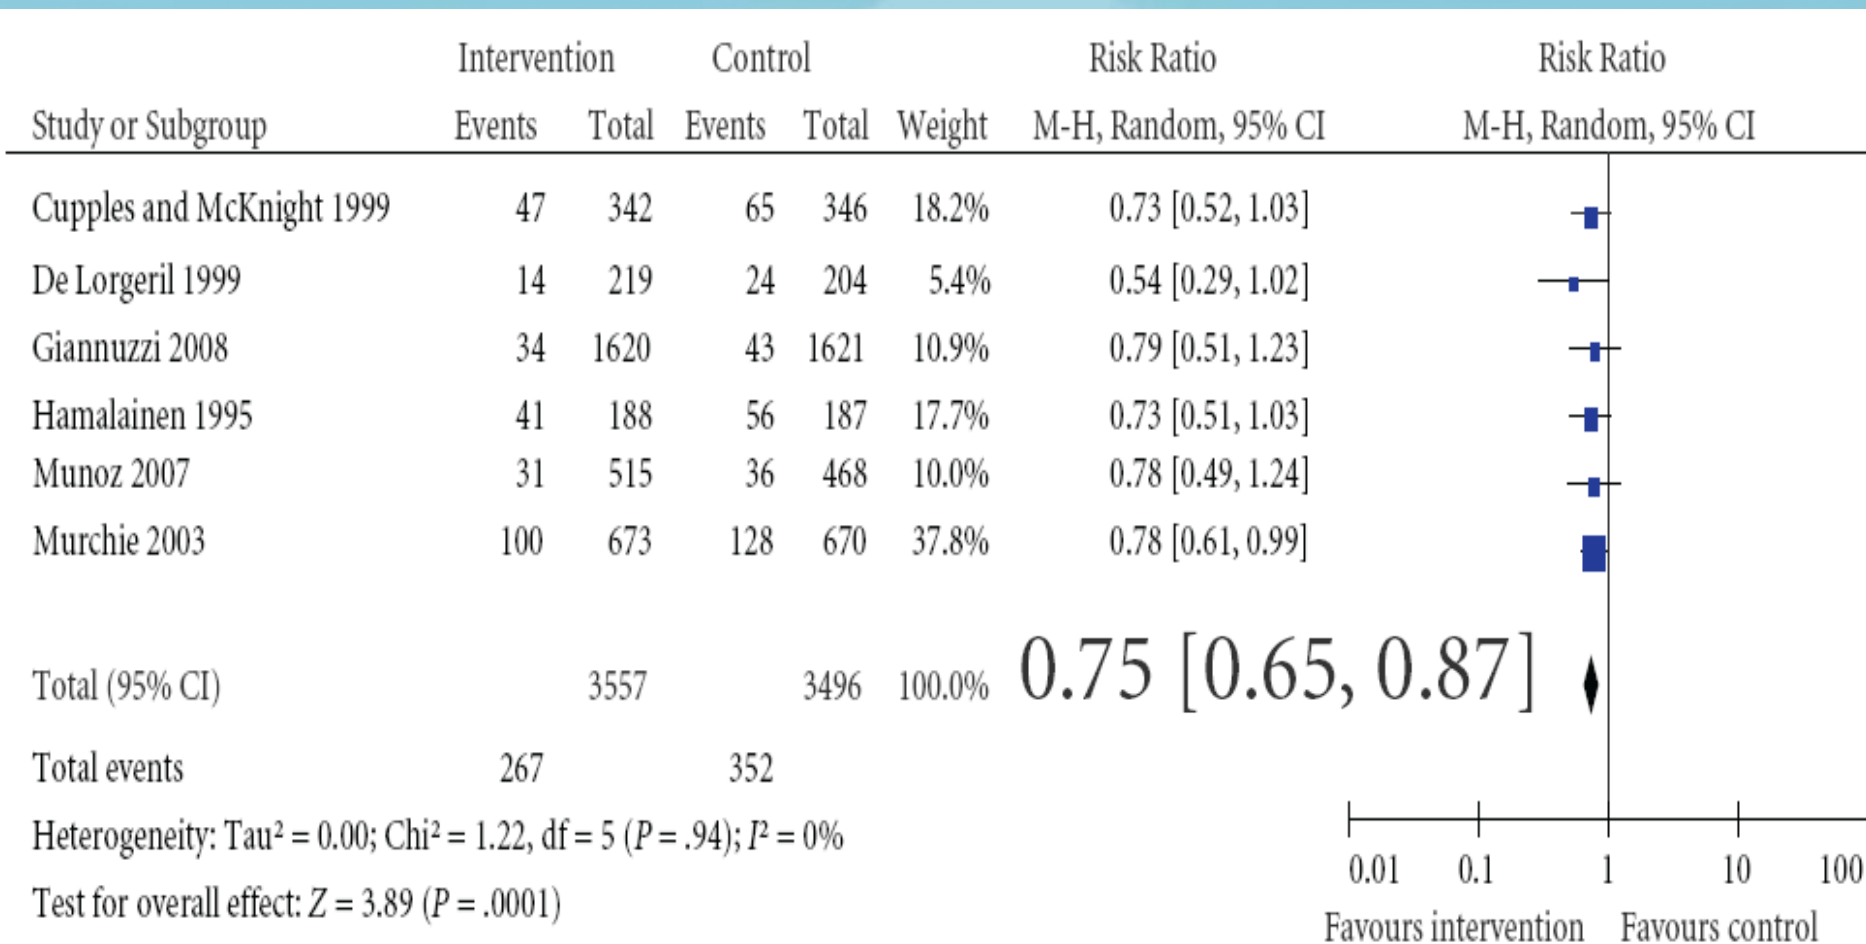 Intervention Control Risk Ratio Risk Ratio
Study or Subgroup Events Total Events Total Weight M-H, Random, 95% CI M-H, Random, 95% CI
Cupples and McKnight 1999 47 342 65 346 18.2% 0.73 [0.52, 1.03]
De Lorgeril 1999 14 219 24 204 5.4% 0.54 [0.29, 1.02]
Giannuzzi 2008 34 1620 43 1621 10.9% 0.79 [0.51, 1.23]
Hamalainen 1995 41 188 56 187 17.7% 0.73 [0.51, 1.03]
Munoz 2007 31 515 36 468 10.0% 0.78 [0.49, 1.24]
Murchie 2003 100 673 128 670 37.8% 0.78 [0.61, 0.99]
Total (95% CI) 3557 3496 100.0% 0.75 [0.65, 0.87]
Total events 267 352
Heterogeneity: Tau² = 0.00; Chi² = 1.22, df = 5 (P = .94); I² = 0%
0.01 0.1 1 10 100
Test for overall effect: Z = 3.89 (P = .0001)
Favours intervention Favours control